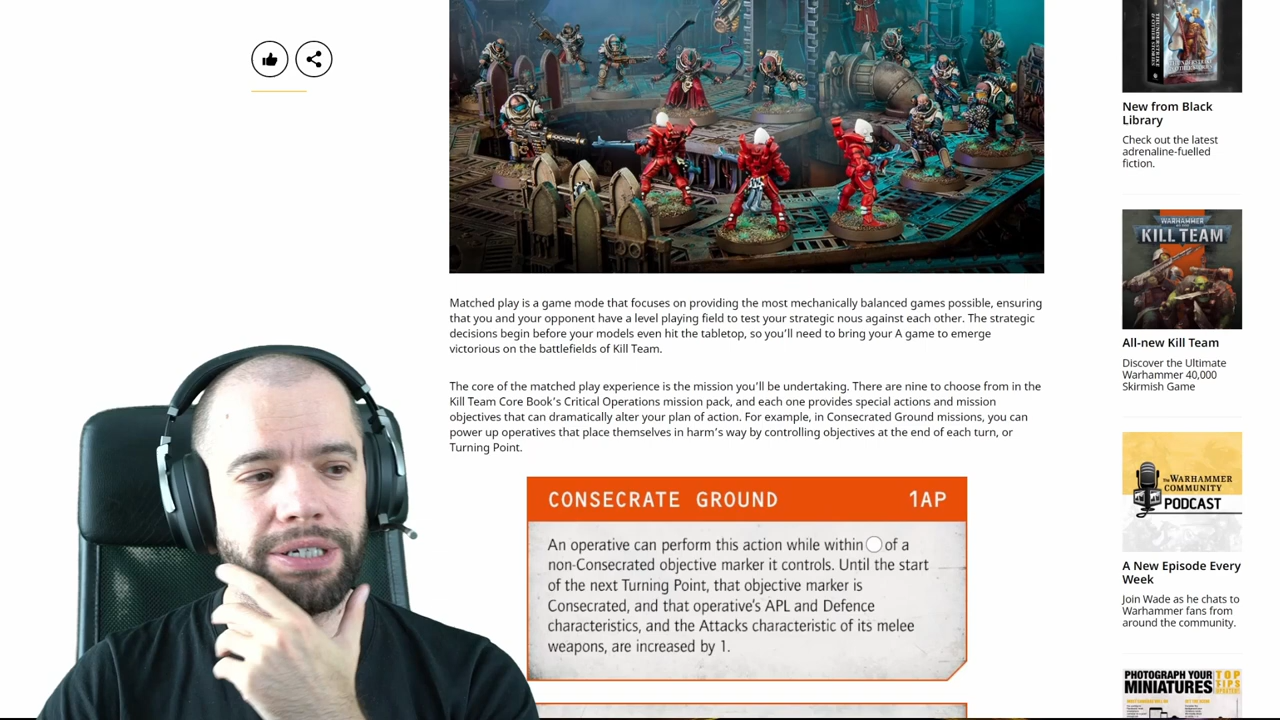 Matched play is a game mode that focuses on providing the most mechanically balanced games possible, ensuring
that you and your opponent have a level playing field to test your strategic nous against each other. The strategic
decisions begin before your models even hit the tabletop, so you'll need to bring your A game to emerge
victorious on the battlefields of Kill Team.
The core of the matched play experience is the mission you'll be undertaking. There are nine to choose from in the
Kill Team Core Book's Critical Operations mission pack, and each one provides special actions and mission
objectives that can dramatically alter your plan of action. For example, in Consecrated Ground missions, you can
power up operatives that place themselves in harm's way by controlling objectives at the end of each turn, or
Turning Point.
CONSECRATE GROUND 1AP
An operative can perform this action while within of a
non-Consecrated objective marker it controls. Until the start
of the next Turning Point, that objective marker is
Consecrated, and that operative's APL and Defence
characteristics, and the Attacks characteristic of its melee
weapons, are increased by 1.
New from Black
Library
Check out the latest
adrenaline-fuelled
fiction.
WARHAMMER
KILL TEAM
All-new Kill Team
Discover the Ultimate
Warhammer 40,000
Skirmish Game
The WARHAMMER
COMMUNITY
PODCAST
A New Episode Every
Week
Join Wade as he chats to
Warhammer fans from
around the community.
PHOTOGRAPH YOUR
MINIATURES
TOP
TIPS